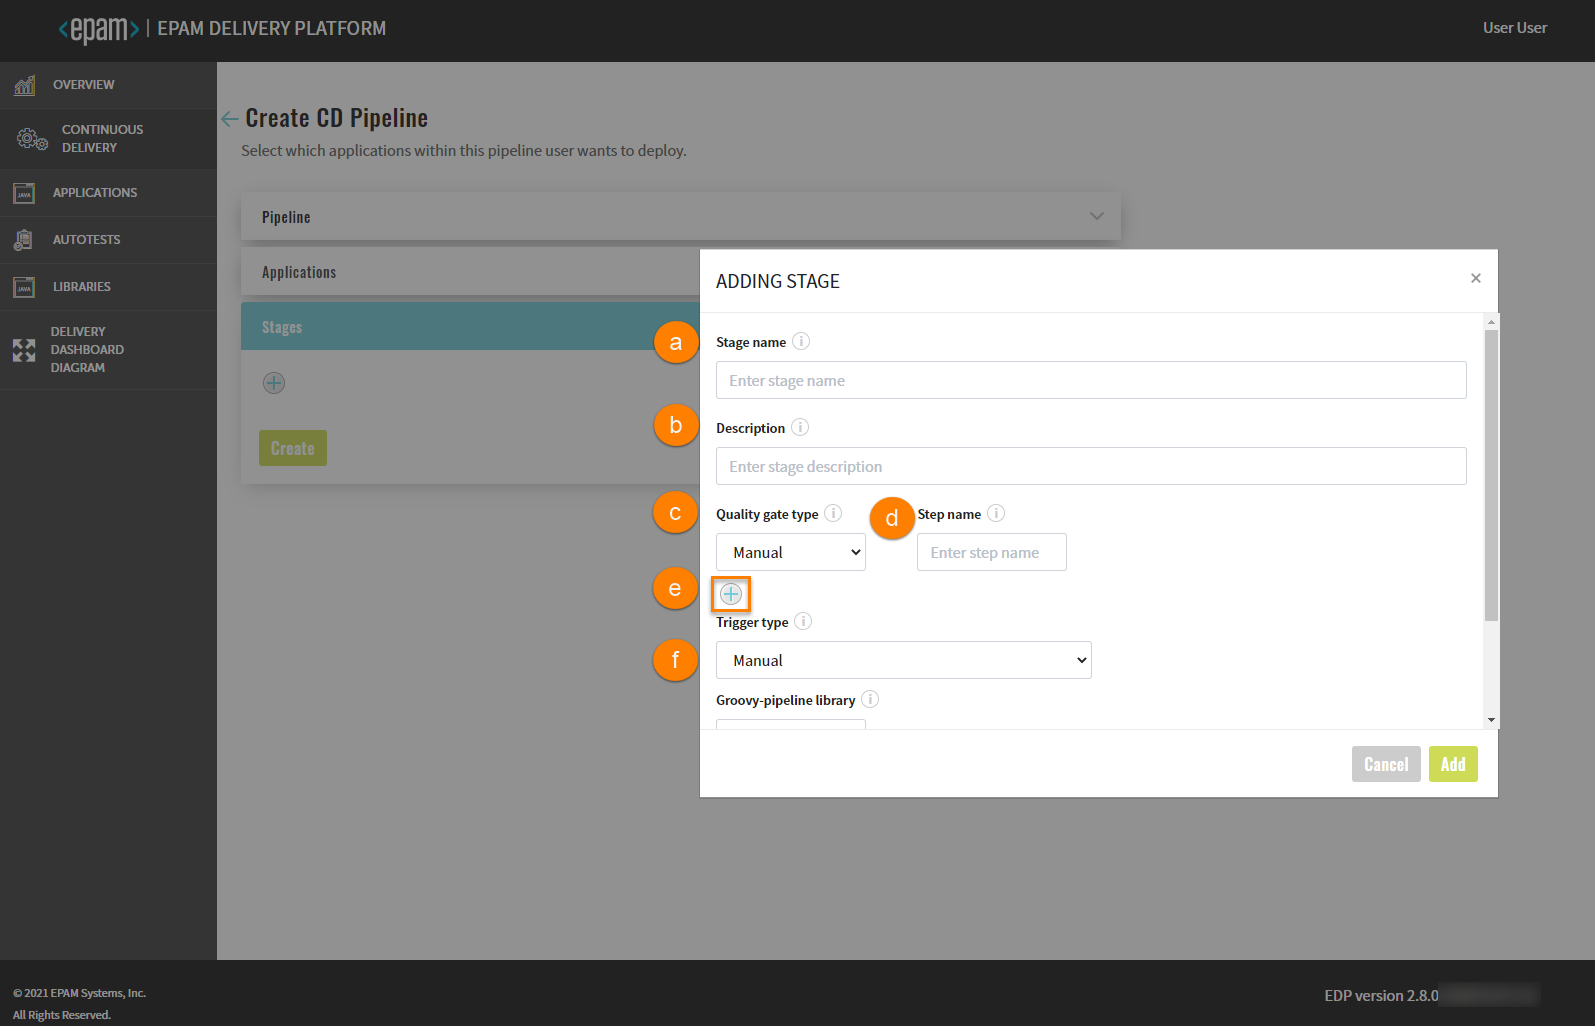 <epam> | EPAM DELIVERY PLATFORM
User User
OVERVIEW
CONTINUOUS
DELIVERY
APPLICATIONS
AUTOTESTS
LIBRARIES
DELIVERY
DASHBOARD
DIAGRAM
Create CD Pipeline
Select which applications within this pipeline user wants to deploy.
Pipeline
Applications
Stages
Create
ADDING STAGE
×
a Stage name i
Enter stage name
b Description i
Enter stage description
c Quality gate type i d Step name i
Manual Enter step name
e
Trigger type i
f Manual
Groovy-pipeline library i
Cancel Add
© 2021 EPAM Systems, Inc.
All Rights Reserved.
EDP version 2.8.0
JAVA
JAVA